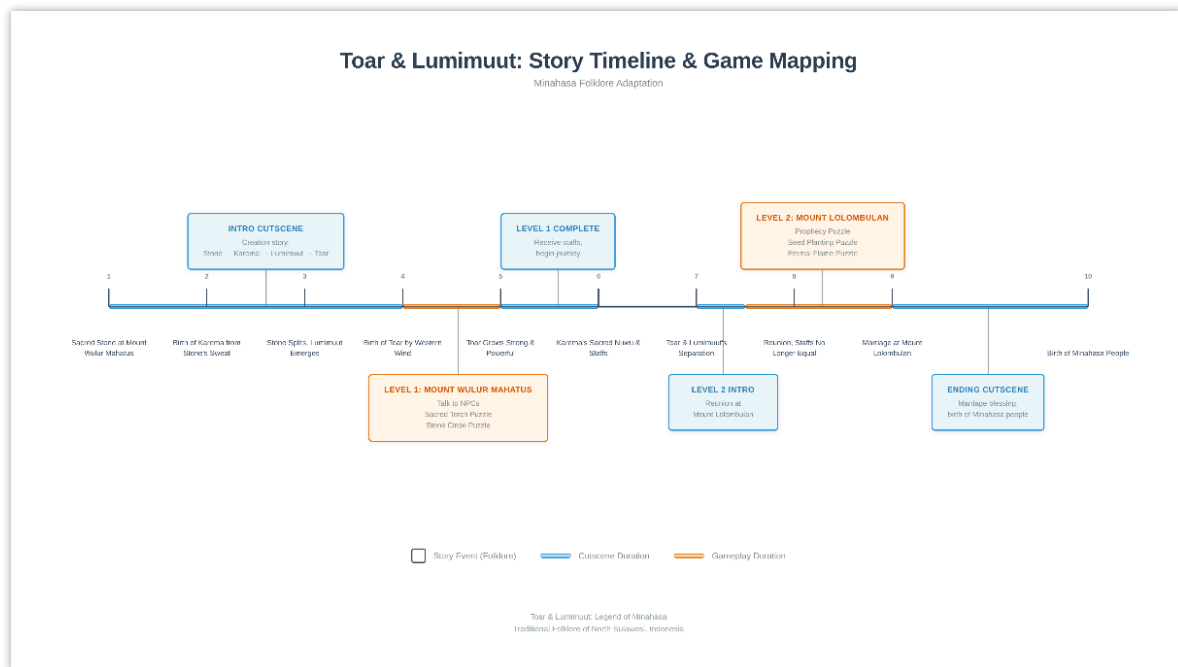 Toar & Lumimuut: Story Timeline & Game Mapping
Minahasa Folklore Adaptation
INTRO CUTSCENE
Creation story:
Stone → Karema → Lumimuut → Toar
LEVEL 1 COMPLETE
Receive staffs,
begin journey
LEVEL 2: MOUNT LOLOMBULAN
Prophecy Puzzle
Seed Planting Puzzle
Eternal Flame Puzzle
1
2
3
4
5
6
7
8
9
10
Sacred Stone at Mount
Wulur Mahatus
Birth of Karema from
Stone's Sweat
Stone Splits, Lumimuut
Emerges
Birth of Toar by Western
Wind
Toar Grows Strong &
Powerful
Karema's Sacred Nuwu &
Staffs
Toar & Lumimuut's
Separation
Reunion, Staffs No
Longer Equal
Marriage at Mount
Lolombulan
Birth of Minahasa People
LEVEL 1: MOUNT WULUR MAHATUS
Talk to NPCs
Sacred Torch Puzzle
Stone Circle Puzzle
LEVEL 2 INTRO
Reunion at
Mount Lolombulan
ENDING CUTSCENE
Marriage blessing,
birth of Minahasa people
Story Event (Folklore)
Cutscene Duration
Gameplay Duration
Toar & Lumimuut: Legend of Minahasa
Traditional Folklore of North Sulawesi, Indonesia